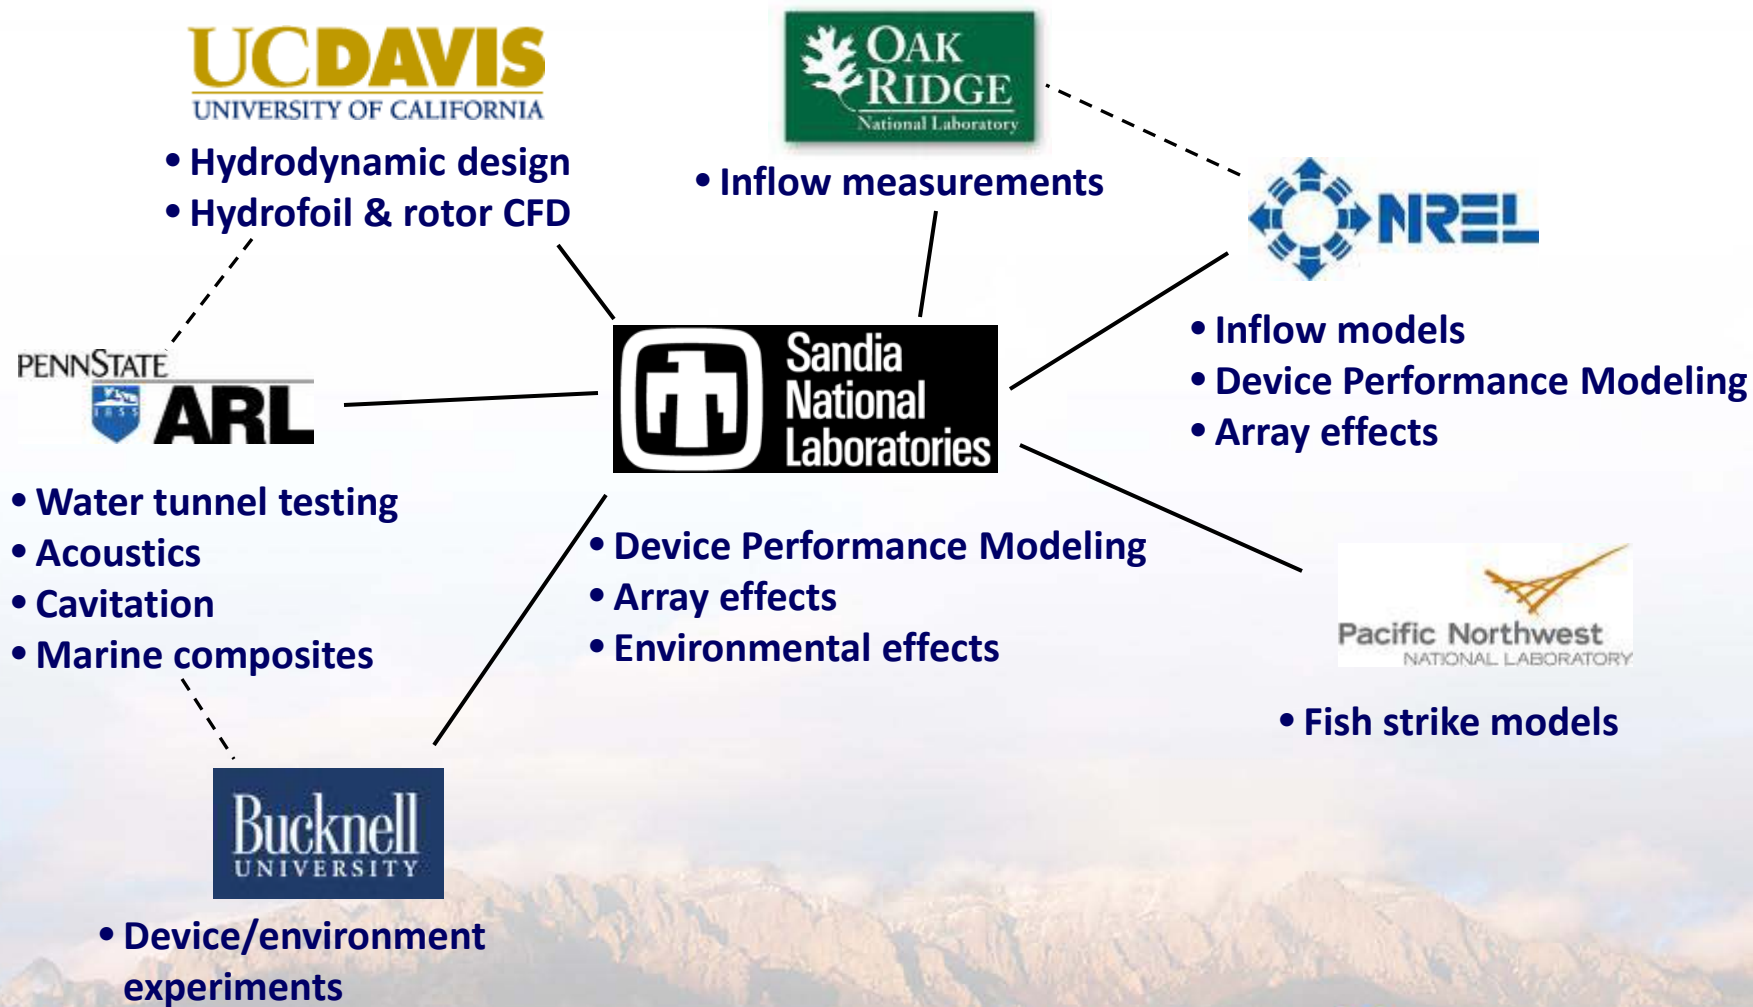 UCDAVIS
UNIVERSITY OF CALIFORNIA
• Hydrodynamic design
• Hydrofoil & rotor CFD
OAK
RIDGE
National Laboratory
• Inflow measurements
NREL
• Inflow models
• Device Performance Modeling
• Array effects
PENNSTATE
1855
ARL
• Water tunnel testing
• Acoustics
• Cavitation
• Marine composites
Sandia
National
Laboratories
• Device Performance Modeling
• Array effects
• Environmental effects
Pacific Northwest
NATIONAL LABORATORY
• Fish strike models
Bucknell
UNIVERSITY
• Device/environment
experiments